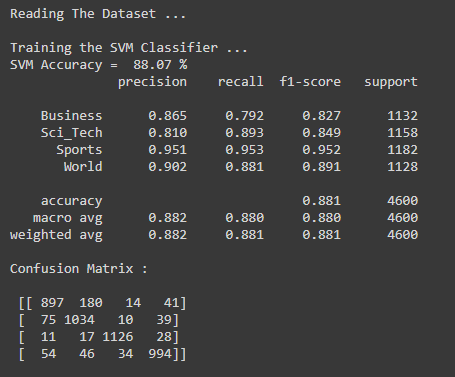 Reading The Dataset ...
Training the SVM Classifier ...
SVM Accuracy =  88.07 %
              precision    recall  f1-score   support
    Business      0.865     0.792     0.827      1132
    Sci_Tech      0.810     0.893     0.849      1158
      Sports      0.951     0.953     0.952      1182
       World      0.902     0.881     0.891      1128
    accuracy                          0.881      4600
   macro avg      0.882     0.880     0.880      4600
weighted avg      0.882     0.881     0.881      4600
Confusion Matrix :
 [[ 897  180   14   41]
 [  75 1034   10   39]
 [  11   17 1126   28]
 [  54   46   34  994]]